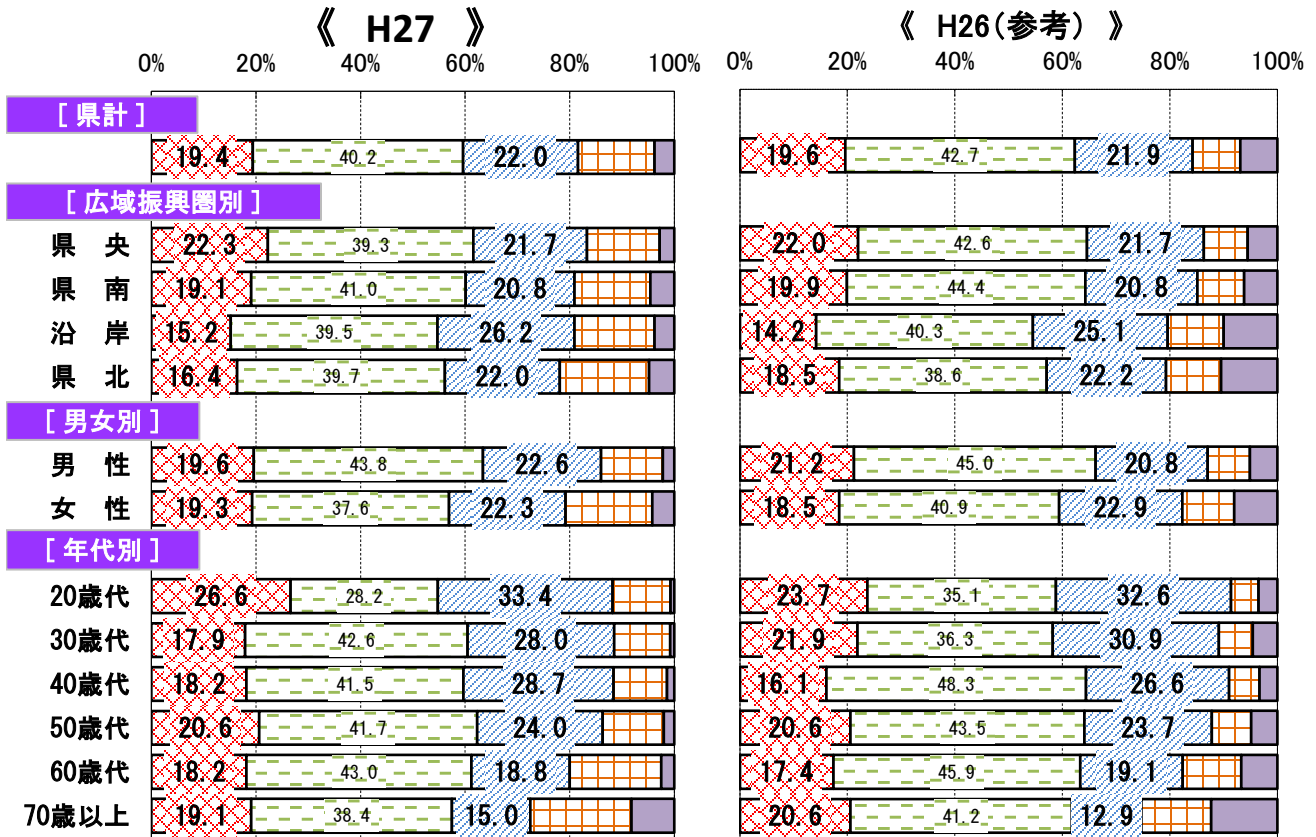 《 H27 》 《 H26（参考） 》
0% 20% 40% 60% 80% 100% 0% 20% 40% 60% 80% 100%
［ 県計 ］
19.4 40.2 22.0 19.6 42.7 21.9
［ 広域振興圏別 ］
県 央 22.3 39.3 21.7 22.0 42.6 21.7
県 南 19.1 41.0 20.8 19.9 44.4 20.8
沿 岸 15.2 39.5 26.2 14.2 40.3 25.1
県 北 16.4 39.7 22.0 18.5 38.6 22.2
［ 男女別 ］
男 性 19.6 43.8 22.6 21.2 45.0 20.8
女 性 19.3 37.6 22.3 18.5 40.9 22.9
［ 年代別 ］
20歳代 26.6 28.2 33.4 23.7 35.1 32.6
30歳代 17.9 42.6 28.0 21.9 36.3 30.9
40歳代 18.2 41.5 28.7 16.1 48.3 26.6
50歳代 20.6 41.7 24.0 20.6 43.5 23.7
60歳代 18.2 43.0 18.8 17.4 45.9 19.1
70歳以上 19.1 38.4 15.0 20.6 41.2 12.9